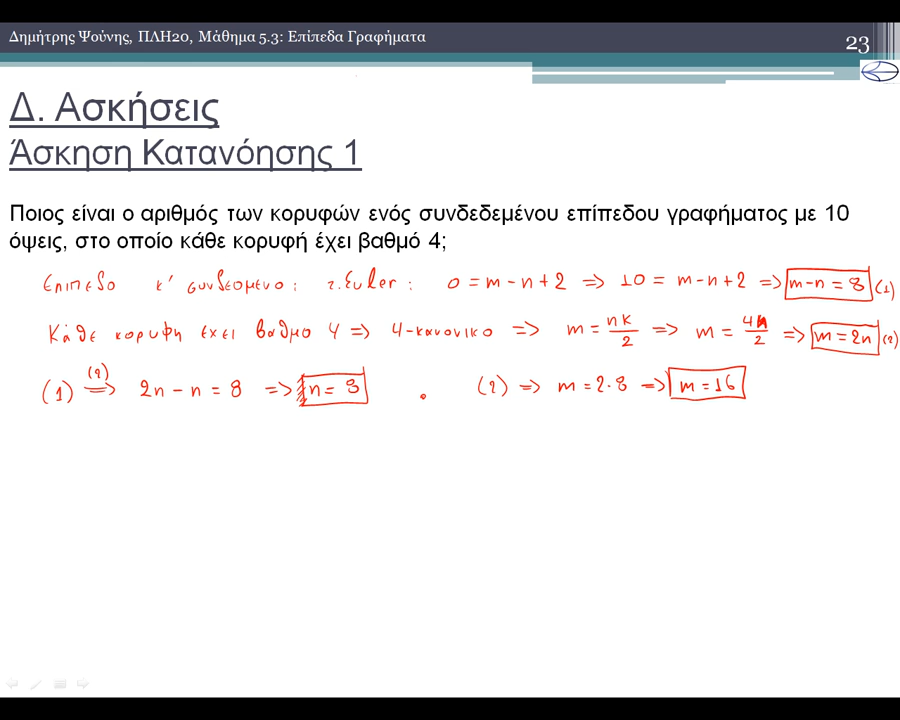 Δημήτρης Ψούνης, ΠΛΗ20, Μάθημα 5.3: Επίπεδα Γραφήματα
23
Δ. Ασκήσεις
Άσκηση Κατανόησης 1
Ποιος είναι ο αριθμός των κορυφών ενός συνδεδεμένου επίπεδου γραφήματος με 10
όψεις, στο οποίο κάθε κορυφή έχει βαθμό 4;
Επιπεδο κ' συνδεομενο: τ.Euler: o = m - n + 2 => 10 = m - n + 2 => m - n = 8 (1)
Κάθε κορυφη εχει βαθμο 4 => 4-κανονικο => m = nk/2 => m = 4n/2 => m = 2n (2)
(1) (2)=> 2n - n = 8 => n = 8 . (2) => m = 2·8 => m = 16